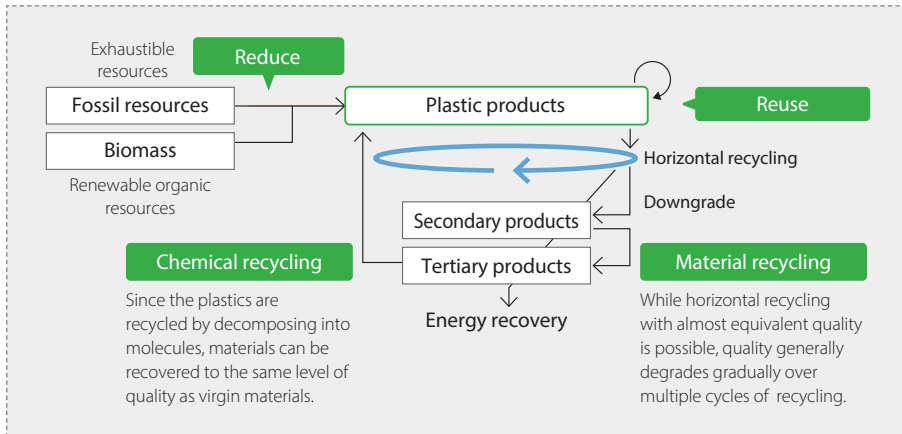 Exhaustible
resources
Reduce
Fossil resources
Plastic products
Reuse
Biomass
Horizontal recycling
Renewable organic
resources
Downgrade
Secondary products
Chemical recycling
Tertiary products
Material recycling
Since the plastics are
recycled by decomposing into
molecules, materials can be
recovered to the same level of
quality as virgin materials.
Energy recovery
While horizontal recycling
with almost equivalent quality
is possible, quality generally
degrades gradually over
multiple cycles of recycling.